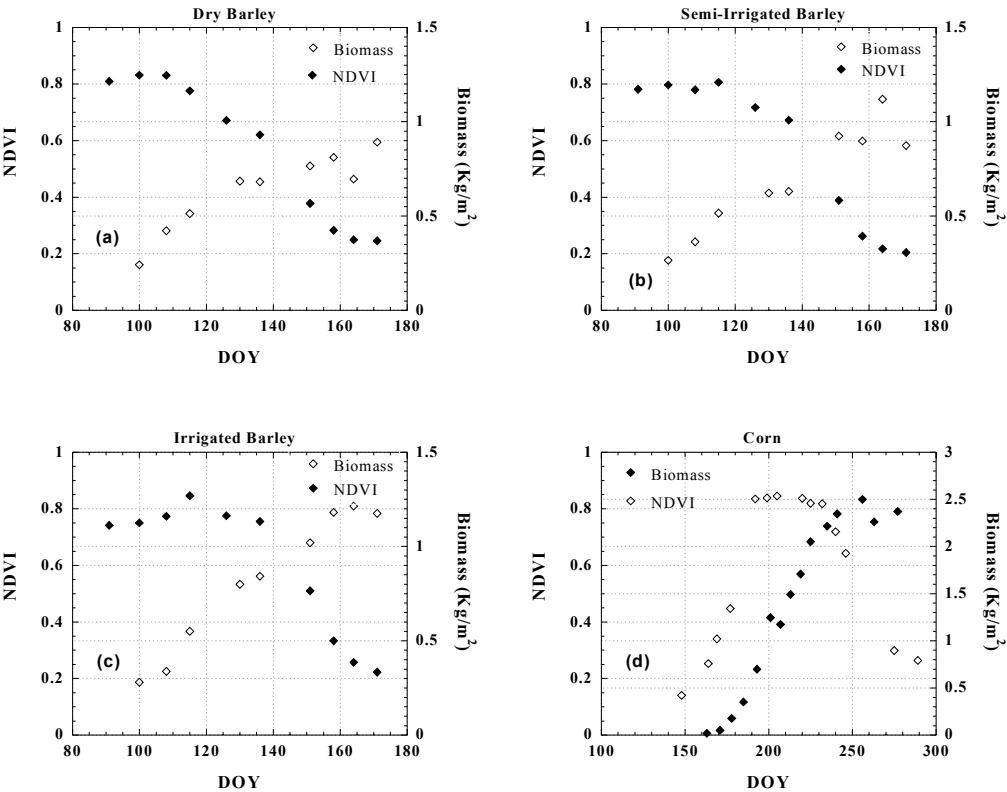 Dry Barley
Biomass
NDVI
1
0.8
0.6
0.4
0.2
0
NDVI
1.5
1
0.5
0
Biomass (Kg/m²)
(a)
80 100 120 140 160 180
DOY
Semi-Irrigated Barley
Biomass
NDVI
1
0.8
0.6
0.4
0.2
0
NDVI
1.5
1
0.5
0
Biomass (Kg/m²)
(b)
80 100 120 140 160 180
DOY
Irrigated Barley
Biomass
NDVI
1
0.8
0.6
0.4
0.2
0
NDVI
1.5
1
0.5
0
Biomass (Kg/m²)
(c)
80 100 120 140 160 180
DOY
Corn
Biomass
NDVI
1
0.8
0.6
0.4
0.2
0
NDVI
3
2.5
2
1.5
1
0.5
0
Biomass (Kg/m²)
(d)
100 150 200 250 300
DOY